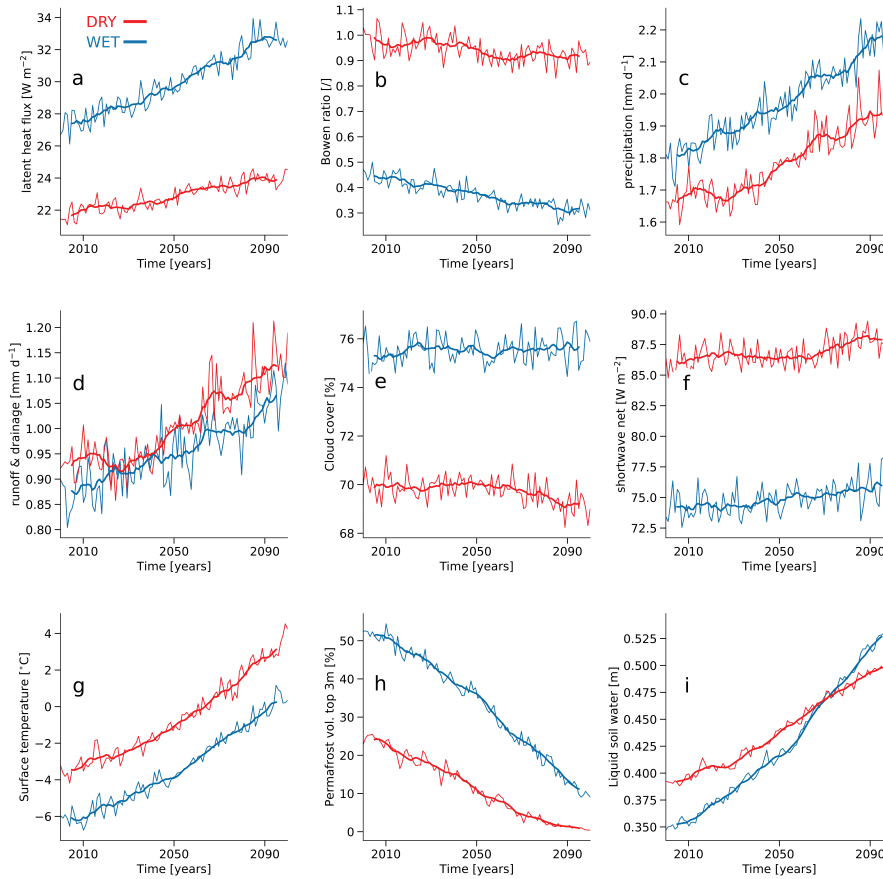 DRY
WET
a
latent heat flux [W m⁻²]
34
32
30
28
26
24
22
2010 2050 2090
Time [years]
b
Bowen ratio [/]
1.1
1.0
0.9
0.8
0.7
0.6
0.5
0.4
0.3
2010 2050 2090
Time [years]
c
precipitation [mm d⁻¹]
2.2
2.1
2.0
1.9
1.8
1.7
1.6
2010 2050 2090
Time [years]
d
runoff & drainage [mm d⁻¹]
1.20
1.15
1.10
1.05
1.00
0.95
0.90
0.85
0.80
2010 2050 2090
Time [years]
e
Cloud cover [%]
76
74
72
70
68
2010 2050 2090
Time [years]
f
shortwave net [W m⁻²]
90.0
87.5
85.0
82.5
80.0
77.5
75.0
72.5
2010 2050 2090
Time [years]
g
Surface temperature [°C]
4
2
0
−2
−4
−6
2010 2050 2090
Time [years]
h
Permafrost vol. top 3m [%]
50
40
30
20
10
0
2010 2050 2090
Time [years]
i
Liquid soil water [m]
0.525
0.500
0.475
0.450
0.425
0.400
0.375
0.350
2010 2050 2090
Time [years]